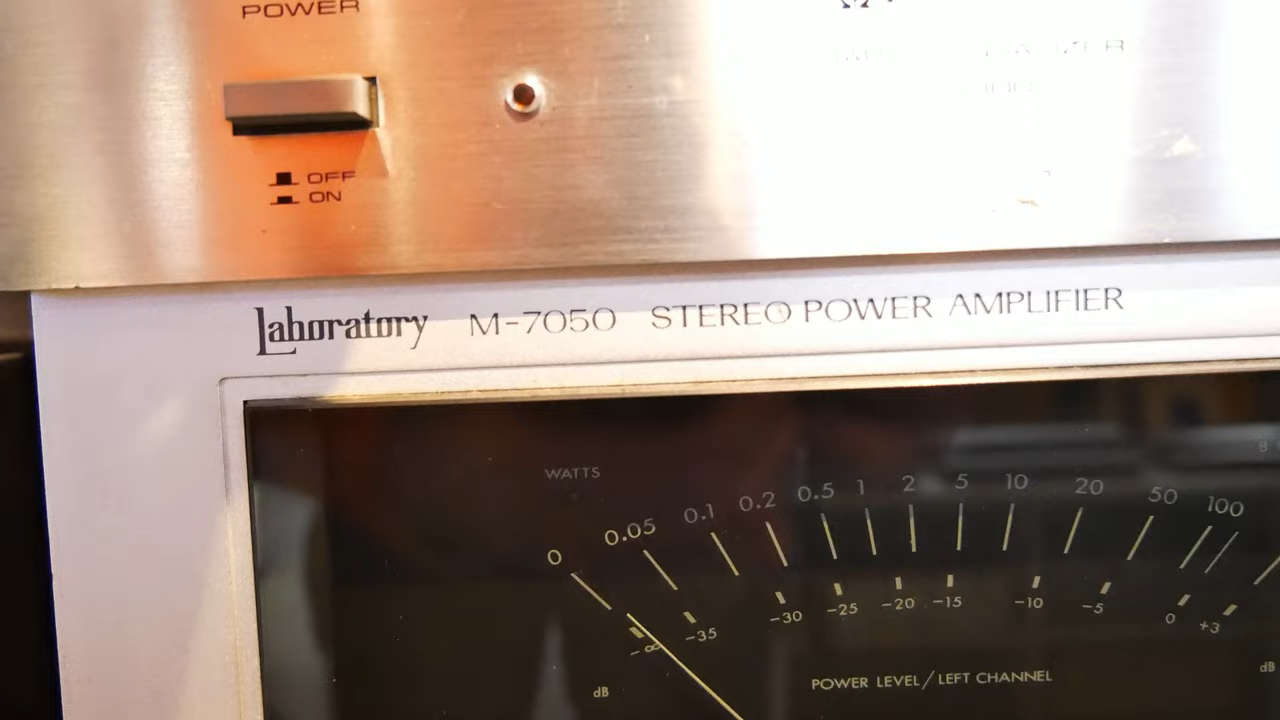 POWER
OFF
ON
Laboratory M-7050 STEREO POWER AMPLIFIER
WATTS
0 0.05 0.1 0.2 0.5 1 2 5 10 20 50 100
-∞ -35 -30 -25 -20 -15 -10 -5 0 +3
dB
POWER LEVEL/LEFT CHANNEL
dB